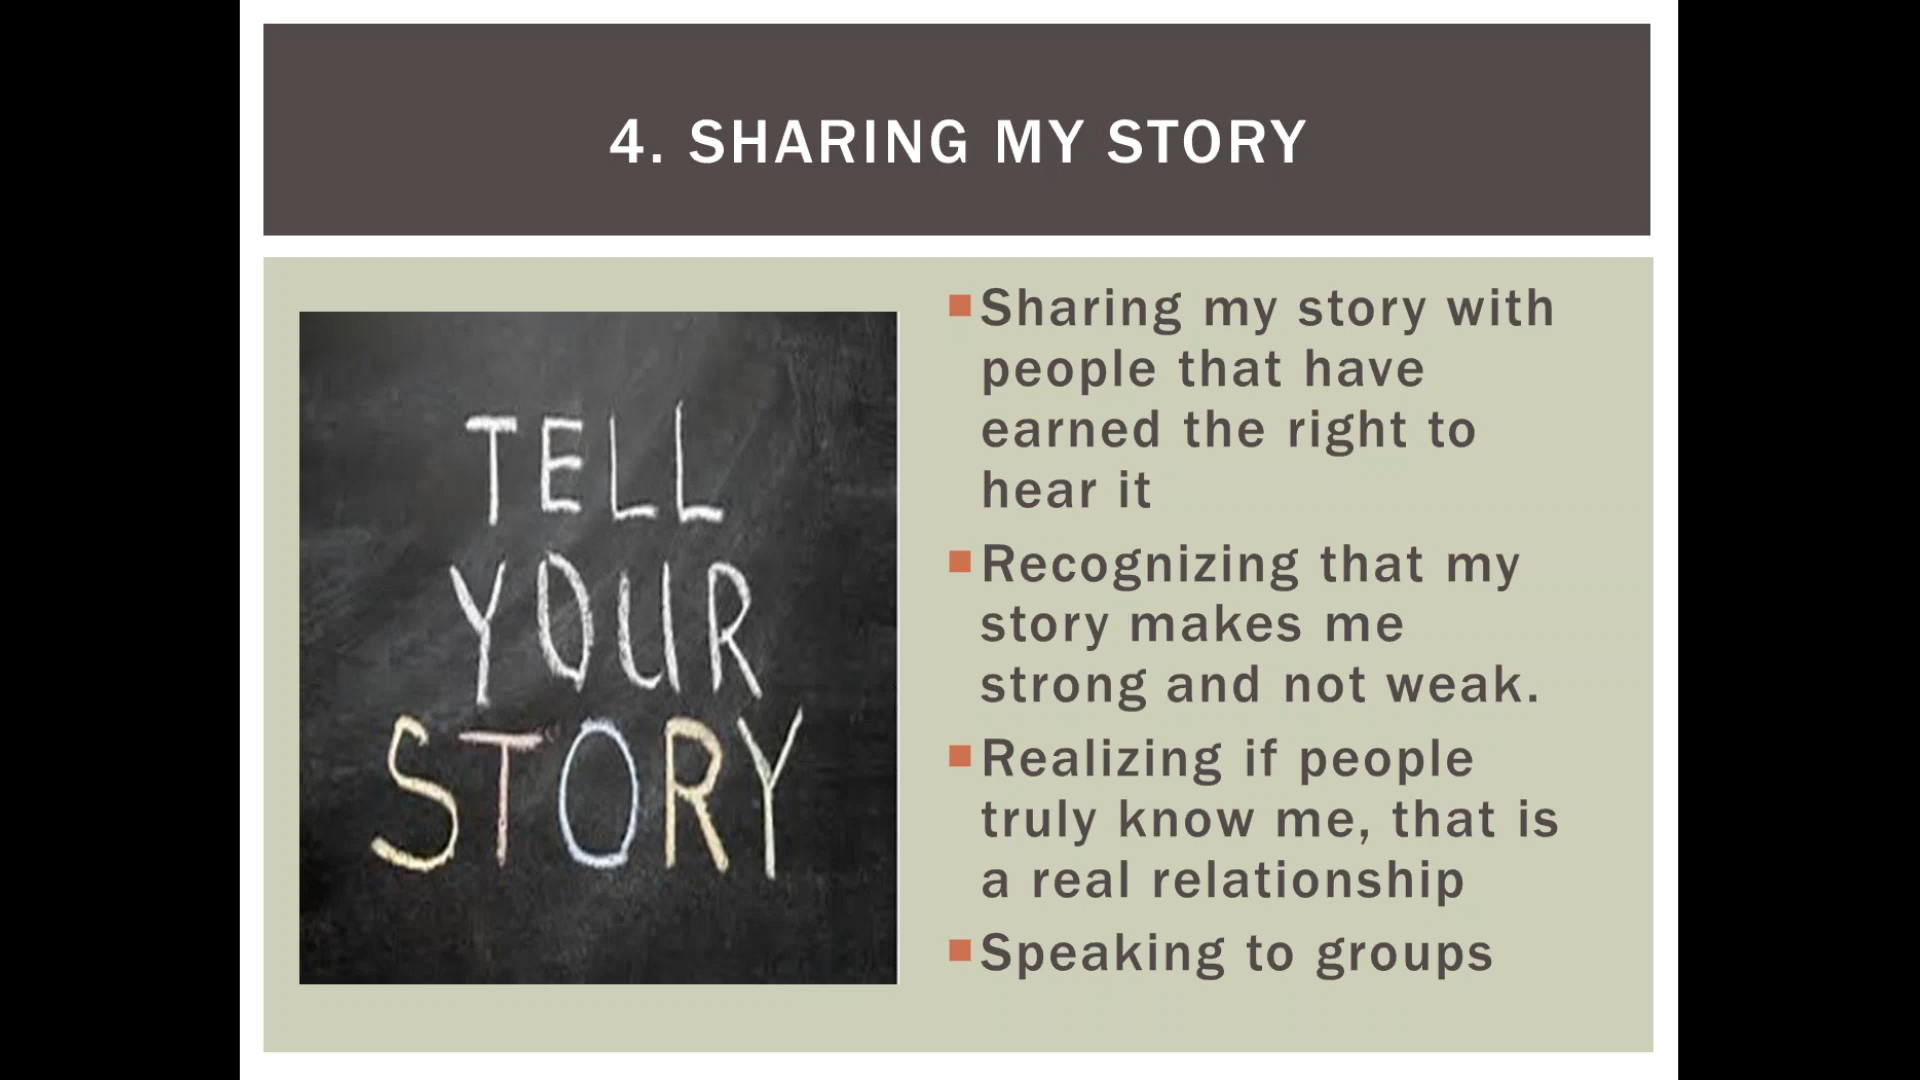 4. SHARING MY STORY
TELL
YOUR
STORY
Sharing my story with
people that have
earned the right to
hear it
Recognizing that my
story makes me
strong and not weak.
Realizing if people
truly know me, that is
a real relationship
Speaking to groups